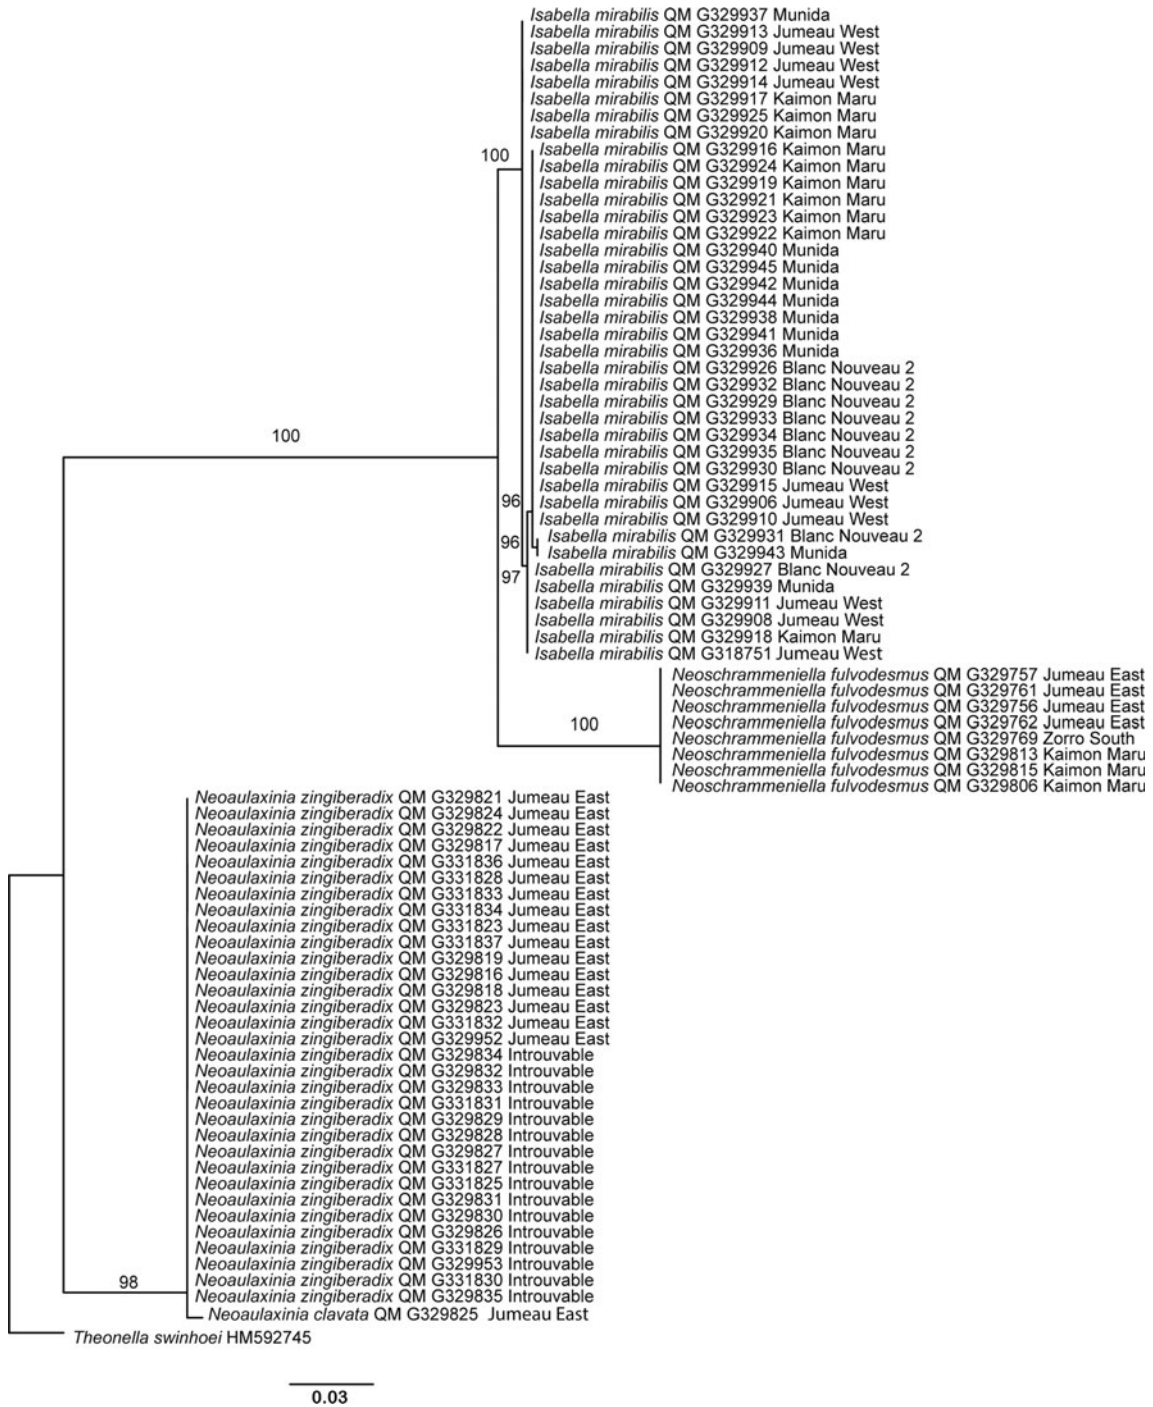 Isabella mirabilis QM G329937 Munida
Isabella mirabilis QM G329913 Jumeau West
Isabella mirabilis QM G329909 Jumeau West
Isabella mirabilis QM G329912 Jumeau West
Isabella mirabilis QM G329914 Jumeau West
Isabella mirabilis QM G329917 Kaimon Maru
Isabella mirabilis QM G329925 Kaimon Maru
Isabella mirabilis QM G329920 Kaimon Maru
100
Isabella mirabilis QM G329916 Kaimon Maru
Isabella mirabilis QM G329924 Kaimon Maru
Isabella mirabilis QM G329919 Kaimon Maru
Isabella mirabilis QM G329921 Kaimon Maru
Isabella mirabilis QM G329923 Kaimon Maru
Isabella mirabilis QM G329922 Kaimon Maru
Isabella mirabilis QM G329940 Munida
Isabella mirabilis QM G329945 Munida
Isabella mirabilis QM G329942 Munida
Isabella mirabilis QM G329944 Munida
Isabella mirabilis QM G329938 Munida
Isabella mirabilis QM G329941 Munida
Isabella mirabilis QM G329936 Munida
Isabella mirabilis QM G329926 Blanc Nouveau 2
Isabella mirabilis QM G329932 Blanc Nouveau 2
Isabella mirabilis QM G329929 Blanc Nouveau 2
Isabella mirabilis QM G329933 Blanc Nouveau 2
Isabella mirabilis QM G329934 Blanc Nouveau 2
100
Isabella mirabilis QM G329935 Blanc Nouveau 2
Isabella mirabilis QM G329930 Blanc Nouveau 2
Isabella mirabilis QM G329915 Jumeau West
96
Isabella mirabilis QM G329906 Jumeau West
Isabella mirabilis QM G329910 Jumeau West
Isabella mirabilis QM G329931 Blanc Nouveau 2
96
Isabella mirabilis QM G329943 Munida
Isabella mirabilis QM G329927 Blanc Nouveau 2
97
Isabella mirabilis QM G329939 Munida
Isabella mirabilis QM G329911 Jumeau West
Isabella mirabilis QM G329908 Jumeau West
Isabella mirabilis QM G329918 Kaimon Maru
Isabella mirabilis QM G318751 Jumeau West
Neoschrammeniella fulvodesmus QM G329757 Jumeau East
Neoschrammeniella fulvodesmus QM G329761 Jumeau East
Neoschrammeniella fulvodesmus QM G329756 Jumeau East
Neoschrammeniella fulvodesmus QM G329762 Jumeau East
100
Neoschrammeniella fulvodesmus QM G329769 Zorro South
Neoschrammeniella fulvodesmus QM G329813 Kaimon Maru
Neoschrammeniella fulvodesmus QM G329815 Kaimon Maru
Neoschrammeniella fulvodesmus QM G329806 Kaimon Maru
Neoaulaxinia zingiberadix QM G329821 Jumeau East
Neoaulaxinia zingiberadix QM G329824 Jumeau East
Neoaulaxinia zingiberadix QM G329822 Jumeau East
Neoaulaxinia zingiberadix QM G329817 Jumeau East
Neoaulaxinia zingiberadix QM G331836 Jumeau East
Neoaulaxinia zingiberadix QM G331828 Jumeau East
Neoaulaxinia zingiberadix QM G331833 Jumeau East
Neoaulaxinia zingiberadix QM G331834 Jumeau East
Neoaulaxinia zingiberadix QM G331823 Jumeau East
Neoaulaxinia zingiberadix QM G331837 Jumeau East
Neoaulaxinia zingiberadix QM G329819 Jumeau East
Neoaulaxinia zingiberadix QM G329816 Jumeau East
Neoaulaxinia zingiberadix QM G329818 Jumeau East
Neoaulaxinia zingiberadix QM G329823 Jumeau East
Neoaulaxinia zingiberadix QM G331832 Jumeau East
Neoaulaxinia zingiberadix QM G329952 Jumeau East
Neoaulaxinia zingiberadix QM G329834 Introuvable
Neoaulaxinia zingiberadix QM G329832 Introuvable
Neoaulaxinia zingiberadix QM G329833 Introuvable
Neoaulaxinia zingiberadix QM G331831 Introuvable
Neoaulaxinia zingiberadix QM G329829 Introuvable
Neoaulaxinia zingiberadix QM G329828 Introuvable
Neoaulaxinia zingiberadix QM G329827 Introuvable
Neoaulaxinia zingiberadix QM G331827 Introuvable
Neoaulaxinia zingiberadix QM G331825 Introuvable
Neoaulaxinia zingiberadix QM G329831 Introuvable
Neoaulaxinia zingiberadix QM G329830 Introuvable
Neoaulaxinia zingiberadix QM G329826 Introuvable
Neoaulaxinia zingiberadix QM G331829 Introuvable
Neoaulaxinia zingiberadix QM G329953 Introuvable
98
Neoaulaxinia zingiberadix QM G331830 Introuvable
Neoaulaxinia zingiberadix QM G329835 Introuvable
Neoaulaxinia clavata QM G329825 Jumeau East
Theonella swinhoei HM592745
0.03